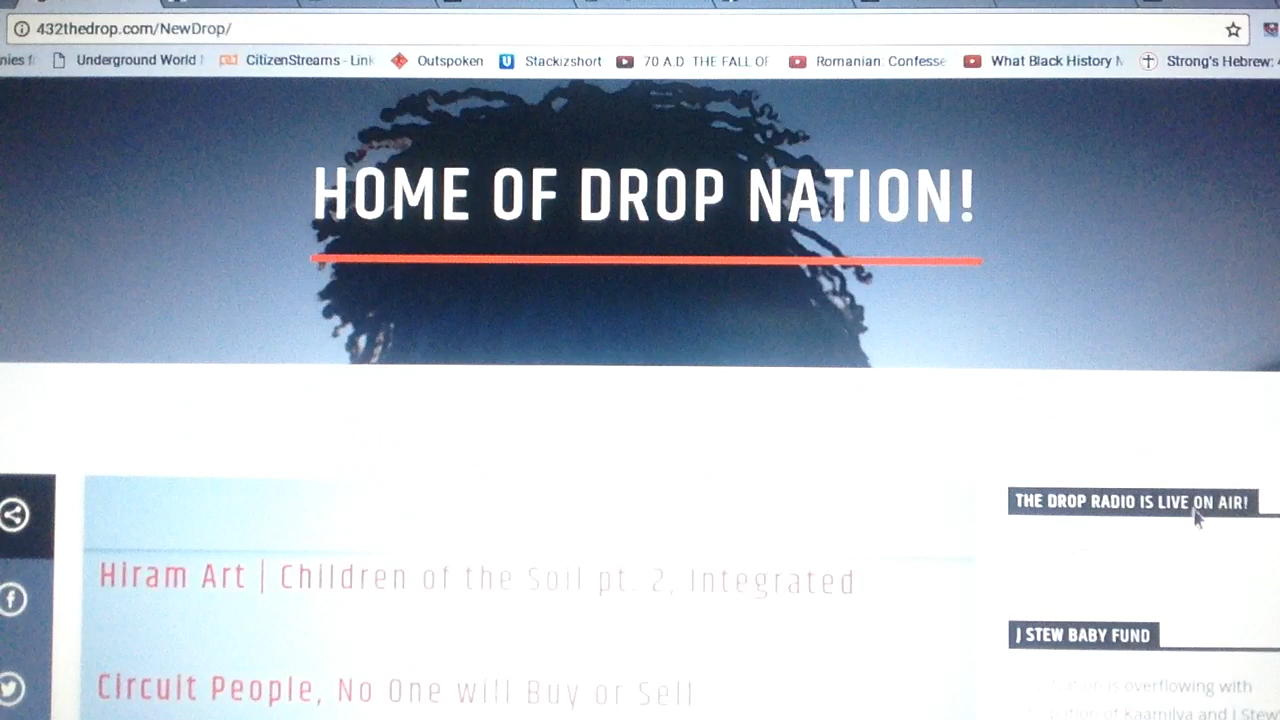 432thedrop.com/NewDrop/
Underground World CitizenStreams - Link Outspoken Stackizshort 70 A.D THE FALL OF Romanian Confesse What Black History Strong's Hebrew:
HOME OF DROP NATION!
THE DROP RADIO IS LIVE ON AIR!
Hiram Art | Children of the Soil pt. 2, Integrated
J STEW BABY FUND
Circuit People, No One will Buy or Sell
is overflowing with
of Kaamilya and J Stew